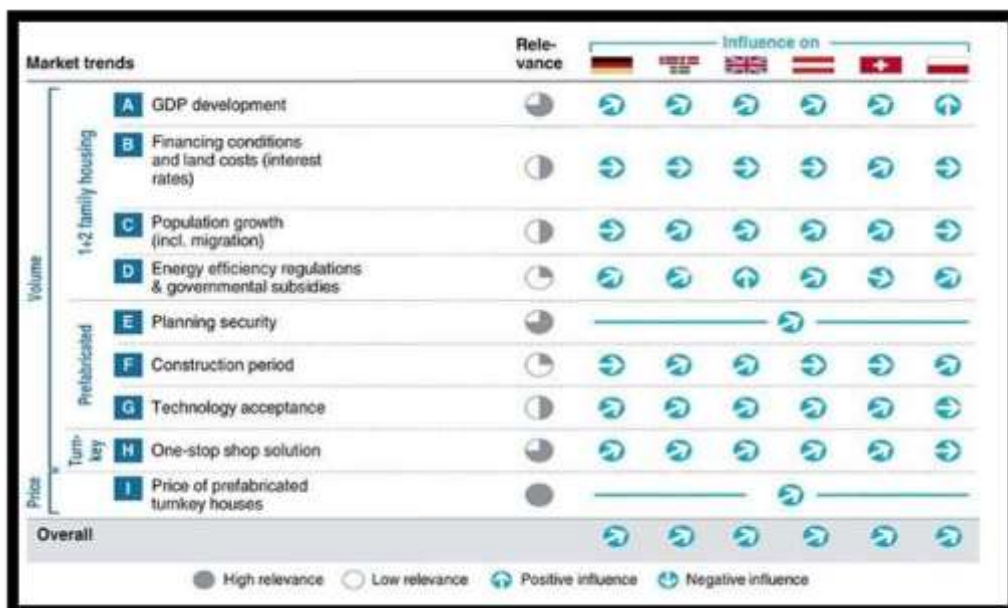 Influence on
Rele-
vance
Market trends
Volume
1+2 family housing
A GDP development
B Financing conditions
and land costs (interest
rates)
C Population growth
(incl. migration)
D Energy efficiency regulations
& governmental subsidies
Prefabricated
E Planning security
F Construction period
G Technology acceptance
Turn-
key
H One-stop shop solution
Price
I Price of prefabricated
turnkey houses
Overall
High relevance Low relevance Positive influence Negative influence